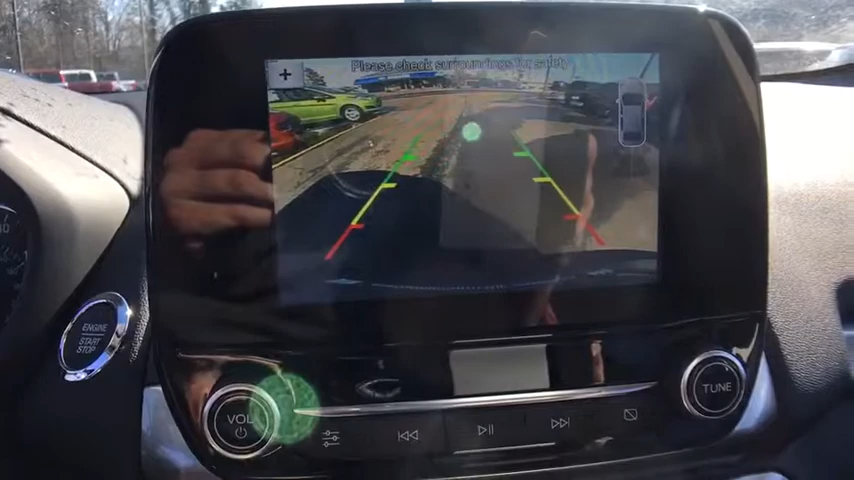 Please check surroundings for safety
+
ENGINE
START
STOP
VOL
TUNE